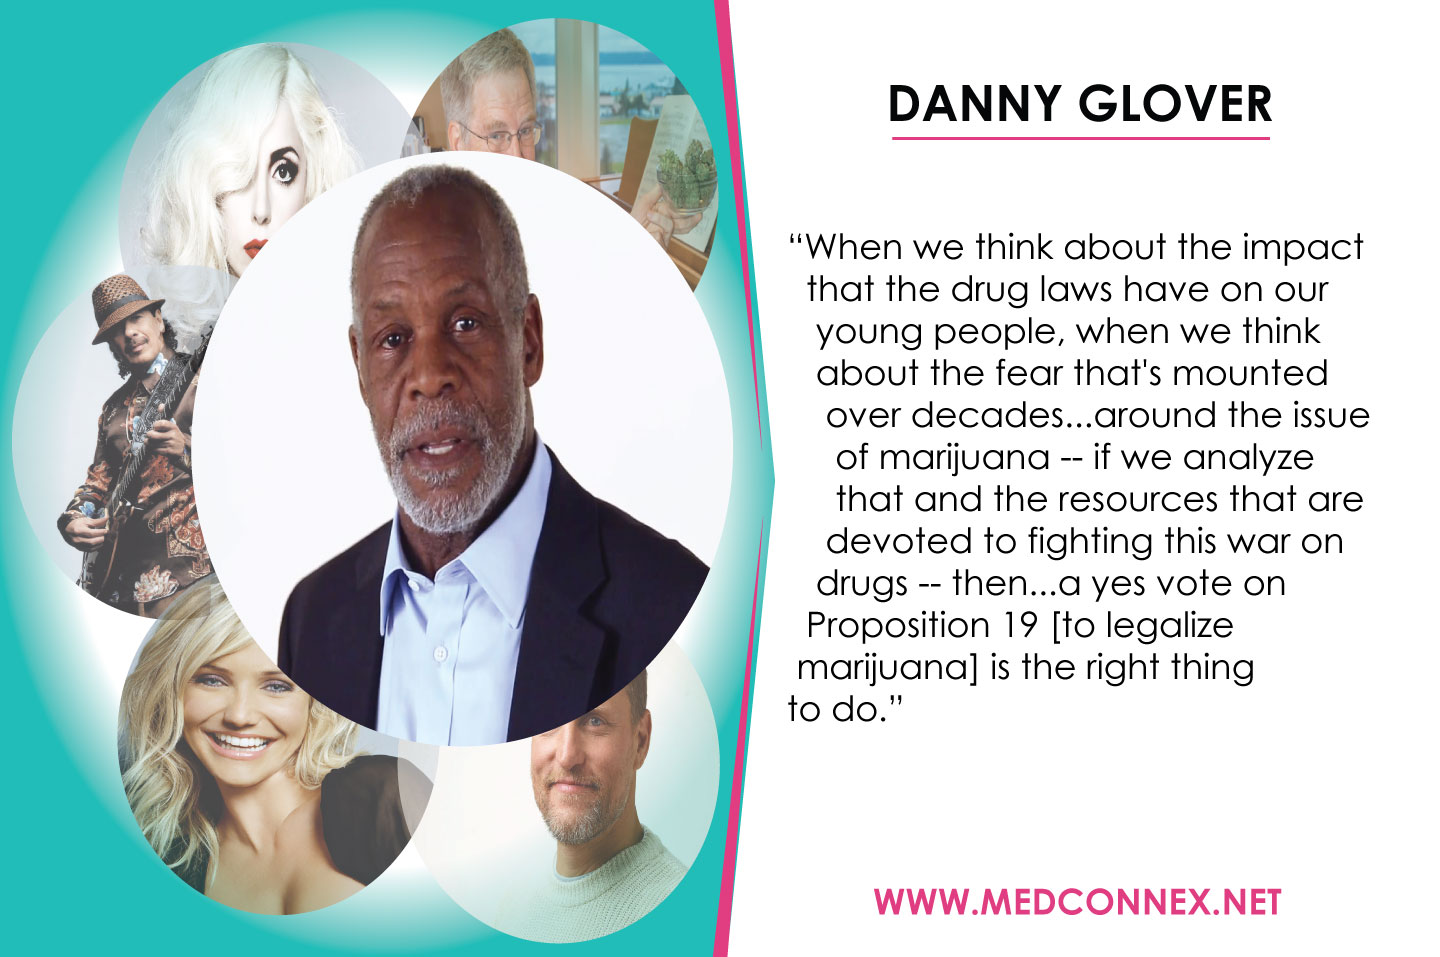 DANNY GLOVER
“When we think about the impact
that the drug laws have on our
young people, when we think
about the fear that's mounted
over decades...around the issue
of marijuana -- if we analyze
that and the resources that are
devoted to fighting this war on
drugs -- then...a yes vote on
Proposition 19 [to legalize
marijuana] is the right thing
to do.”
WWW.MEDCONNEX.NET